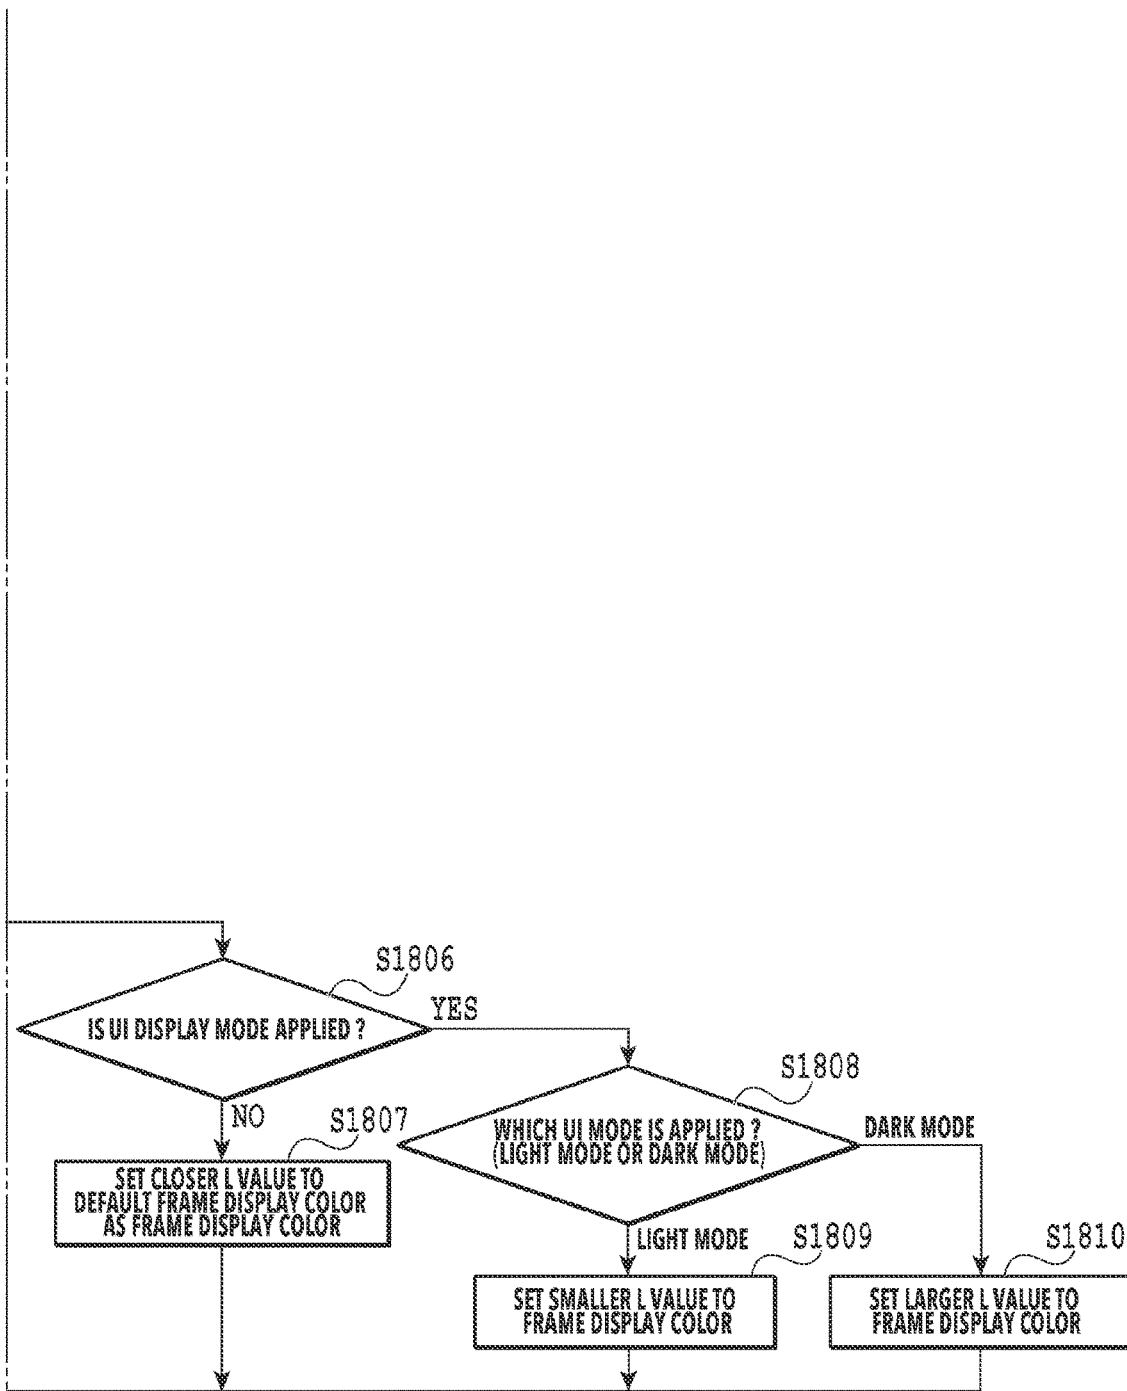 S1806
IS UI DISPLAY MODE APPLIED ?
YES
NO
S1807
SET CLOSER L VALUE TO
DEFAULT FRAME DISPLAY COLOR
AS FRAME DISPLAY COLOR
S1808
WHICH UI MODE IS APPLIED ?
(LIGHT MODE OR DARK MODE)
DARK MODE
LIGHT MODE
S1809
SET SMALLER L VALUE TO
FRAME DISPLAY COLOR
S1810
SET LARGER L VALUE TO
FRAME DISPLAY COLOR